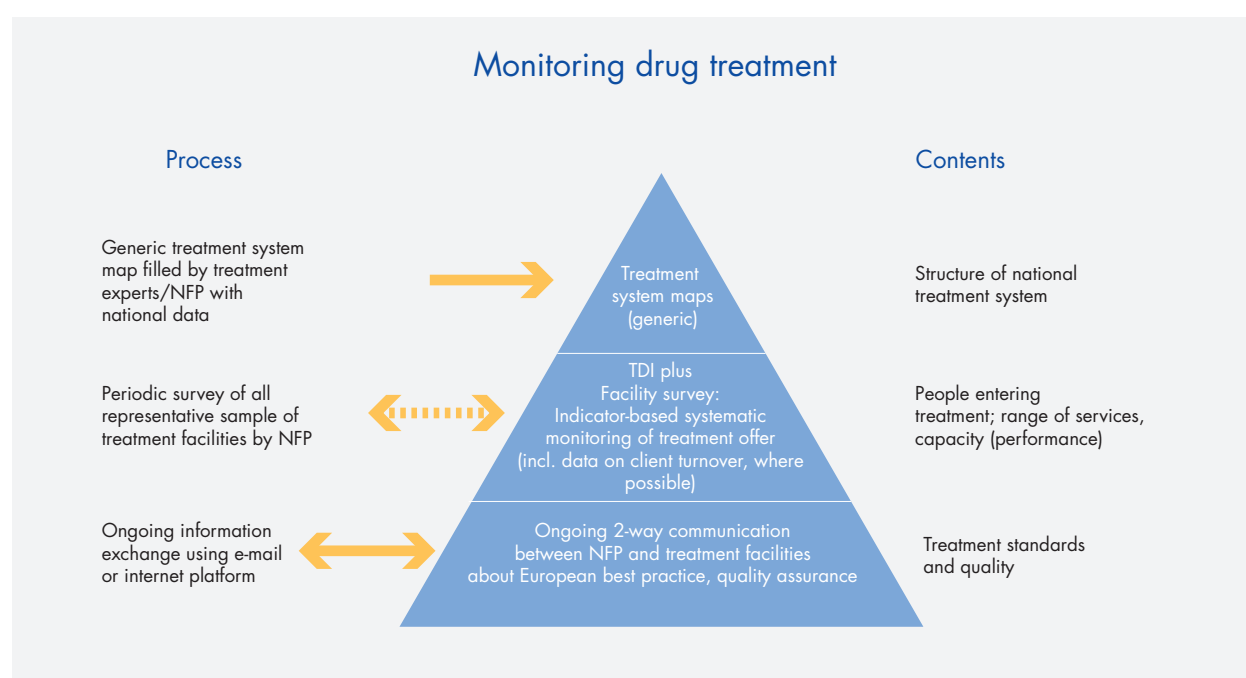 Monitoring drug treatment
Process
Contents
Generic treatment system
map filled by treatment
experts/NFP with
national data
Treatment
system maps
(generic)
Structure of national
treatment system
Periodic survey of all
representative sample of
treatment facilities by NFP
TDI plus
Facility survey:
Indicator-based systematic
monitoring of treatment offer
(incl. data on client turnover, where
possible)
People entering
treatment; range of services,
capacity (performance)
Ongoing information
exchange using e-mail
or internet platform
Ongoing 2-way communication
between NFP and treatment facilities
about European best practice, quality assurance
Treatment standards
and quality